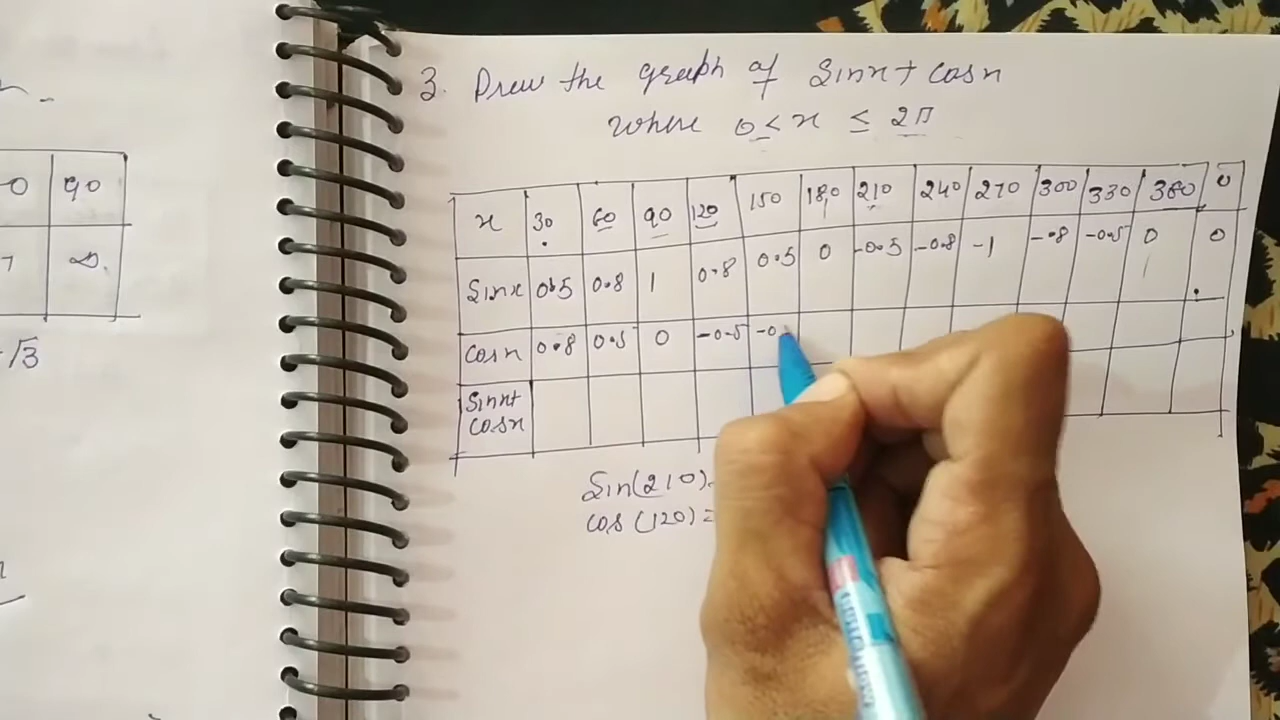 3. Draw the graph of Sinx + cosx
where 0 < x ≤ 2π
x 30 60 90 120 150 180 210 240 270 300 330 360 0
Sinx 0.5 0.8 1 0.8 0.5 0 -0.5 -0.8 -1 -.8 -0.5 0 0
cosx 0.8 0.5 0 -0.5 -0
Sinx+
cosx
Sin(210)
cos(120) =
90
∞
√3